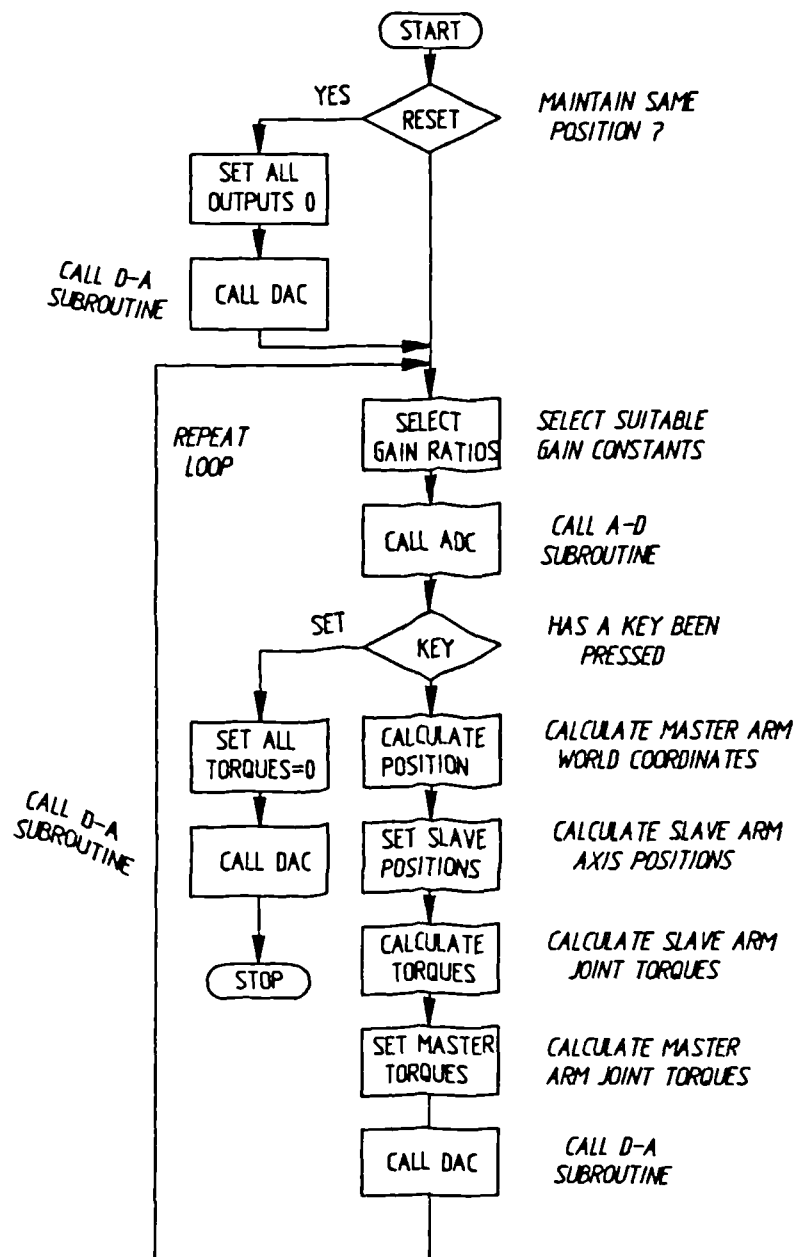 START
YES
RESET
MAINTAIN SAME
POSITION ?
SET ALL
OUTPUTS 0
CALL D-A
SUBROUTINE
CALL DAC
REPEAT
LOOP
SELECT
GAIN RATIOS
SELECT SUITABLE
GAIN CONSTANTS
CALL ADC
CALL A-D
SUBROUTINE
SET
KEY
HAS A KEY BEEN
PRESSED
SET ALL
TORQUES=0
CALCULATE
POSITION
CALCULATE MASTER ARM
WORLD COORDINATES
CALL D-A
SUBROUTINE
CALL DAC
SET SLAVE
POSITIONS
CALCULATE SLAVE ARM
AXIS POSITIONS
STOP
CALCULATE
TORQUES
CALCULATE SLAVE ARM
JOINT TORQUES
SET MASTER
TORQUES
CALCULATE MASTER
ARM JOINT TORQUES
CALL DAC
CALL D-A
SUBROUTINE